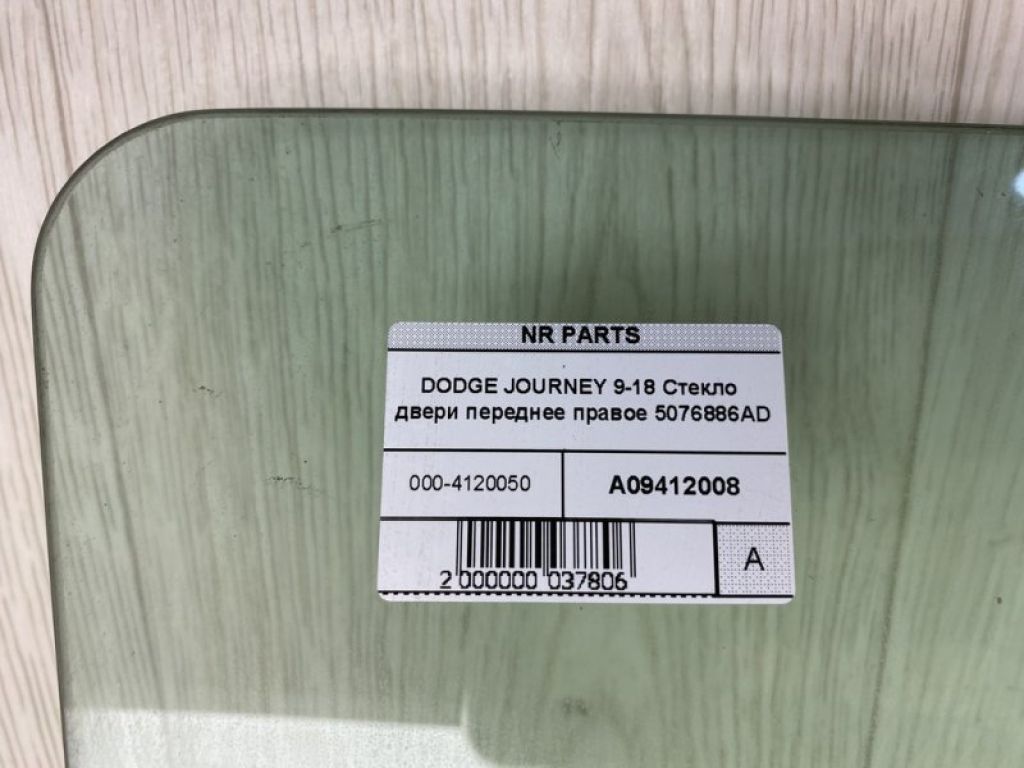 NR PARTS
DODGE JOURNEY 9-18 Стекло
двери переднее правое 5076886AD
000-4120050
A09412008
2 000000 037806
A